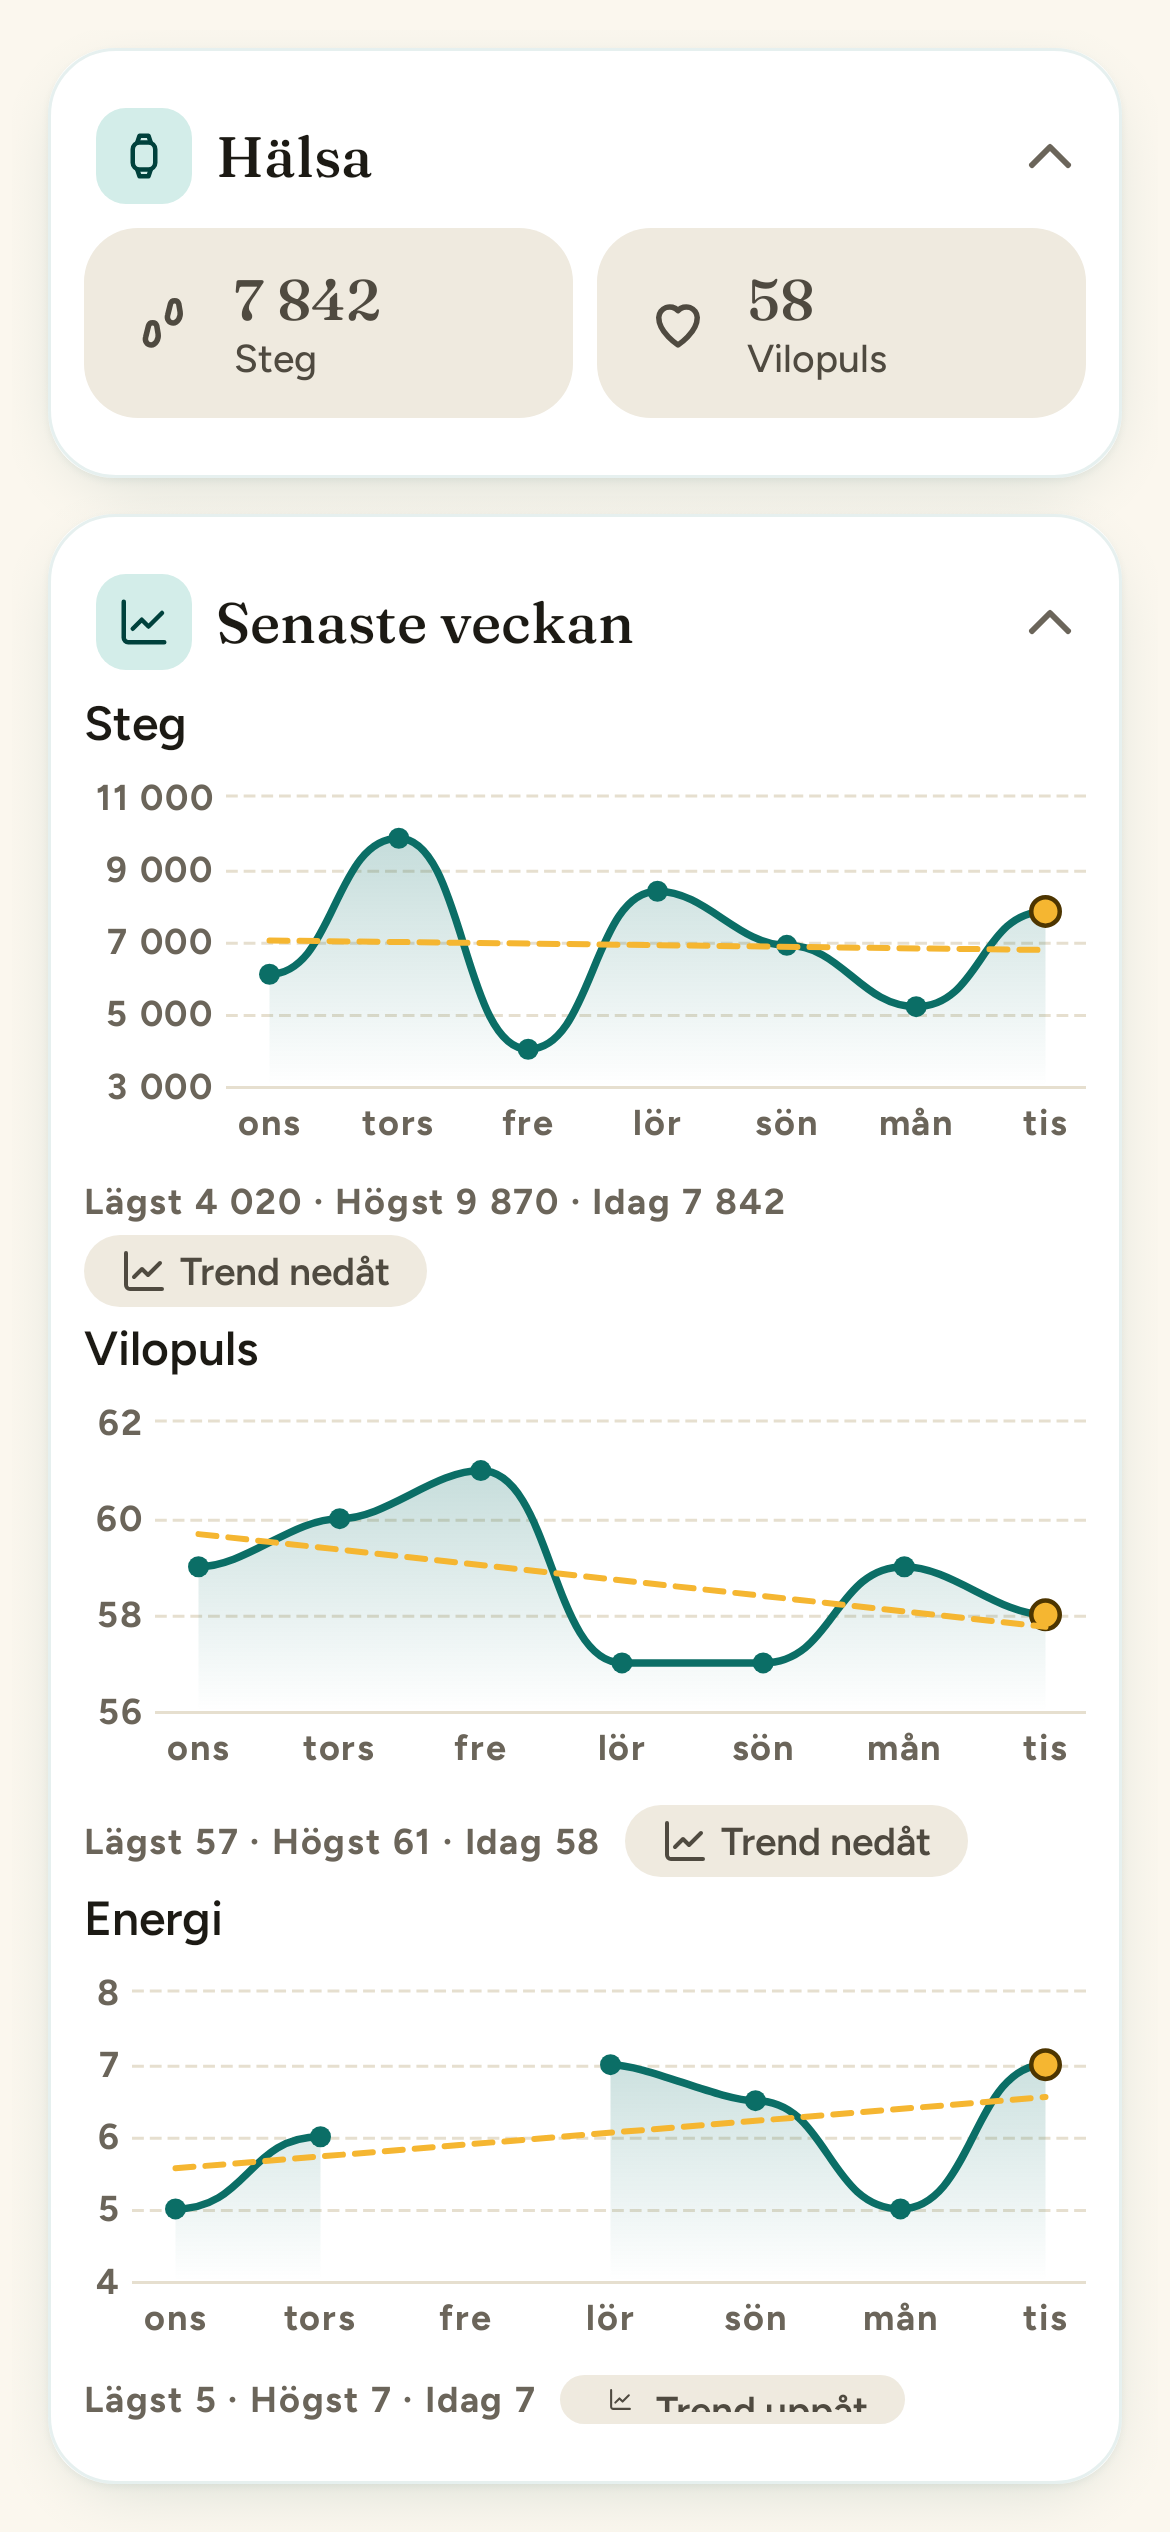 Hälsa
7 842
Steg
58
Vilopuls
Senaste veckan
Steg
11 000
9 000
7 000
5 000
3 000
ons tors fre lör sön mån tis
Lägst 4 020 · Högst 9 870 · Idag 7 842
Trend nedåt
Vilopuls
62
60
58
56
ons tors fre lör sön mån tis
Lägst 57 · Högst 61 · Idag 58 Trend nedåt
Energi
8
7
6
5
4
ons tors fre lör sön mån tis
Lägst 5 · Högst 7 · Idag 7 Trend uppåt